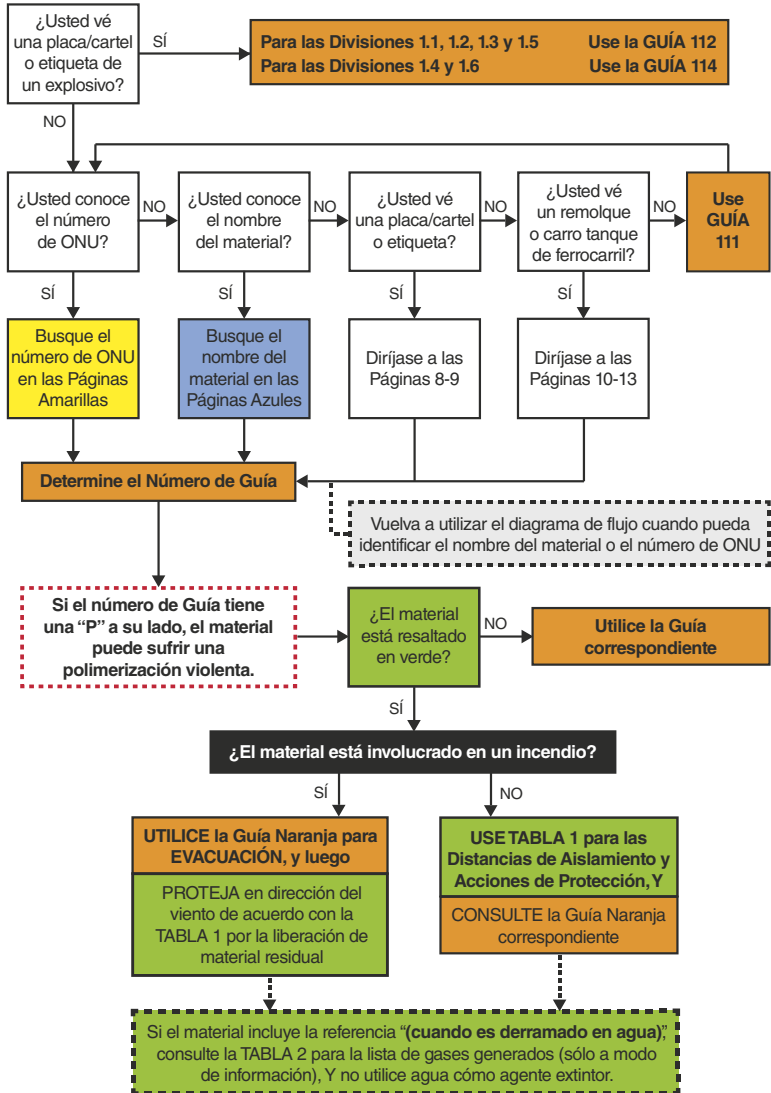 ¿Usted vé
una placa/cartel
o etiqueta de
un explosivo?
SÍ
Para las Divisiones 1.1, 1.2, 1.3 y 1.5 Use la GUÍA 112
Para las Divisiones 1.4 y 1.6 Use la GUÍA 114
NO
¿Usted conoce
el número
de ONU?
NO
¿Usted conoce
el nombre
del material?
NO
¿Usted vé
una placa/cartel
o etiqueta?
NO
¿Usted vé
un remolque
o carro tanque
de ferrocarril?
NO
Use
GUÍA
111
SÍ
SÍ
SÍ
SÍ
Busque el
número de ONU
en las Páginas
Amarillas
Busque el
nombre del
material en las
Páginas Azules
Diríjase a las
Páginas 8-9
Diríjase a las
Páginas 10-13
Determine el Número de Guía
Vuelva a utilizar el diagrama de flujo cuando pueda
identificar el nombre del material o el número de ONU
Si el número de Guía tiene
una “P” a su lado, el material
puede sufrir una
polimerización violenta.
¿El material
está resaltado
en verde?
NO
Utilice la Guía
correspondiente
SÍ
¿El material está involucrado en un incendio?
SÍ
NO
UTILICE la Guía Naranja para
EVACUACIÓN, y luego
PROTEJA en dirección del
viento de acuerdo con la
TABLA 1 por la liberación de
material residual
USE TABLA 1 para las
Distancias de Aislamiento y
Acciones de Protección, Y
CONSULTE la Guía Naranja
correspondiente
Si el material incluye la referencia “(cuando es derramado en agua)”,
consulte la TABLA 2 para la lista de gases generados (sólo a modo
de información), Y no utilice agua cómo agente extintor.